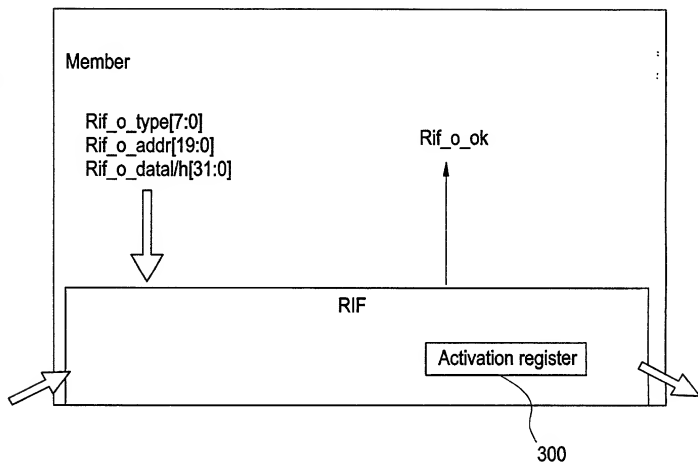 Member
Rif_o_type[7:0]
Rif_o_addr[19:0]
Rif_o_datal/h[31:0]
Rif_o_ok
RIF
Activation register
300